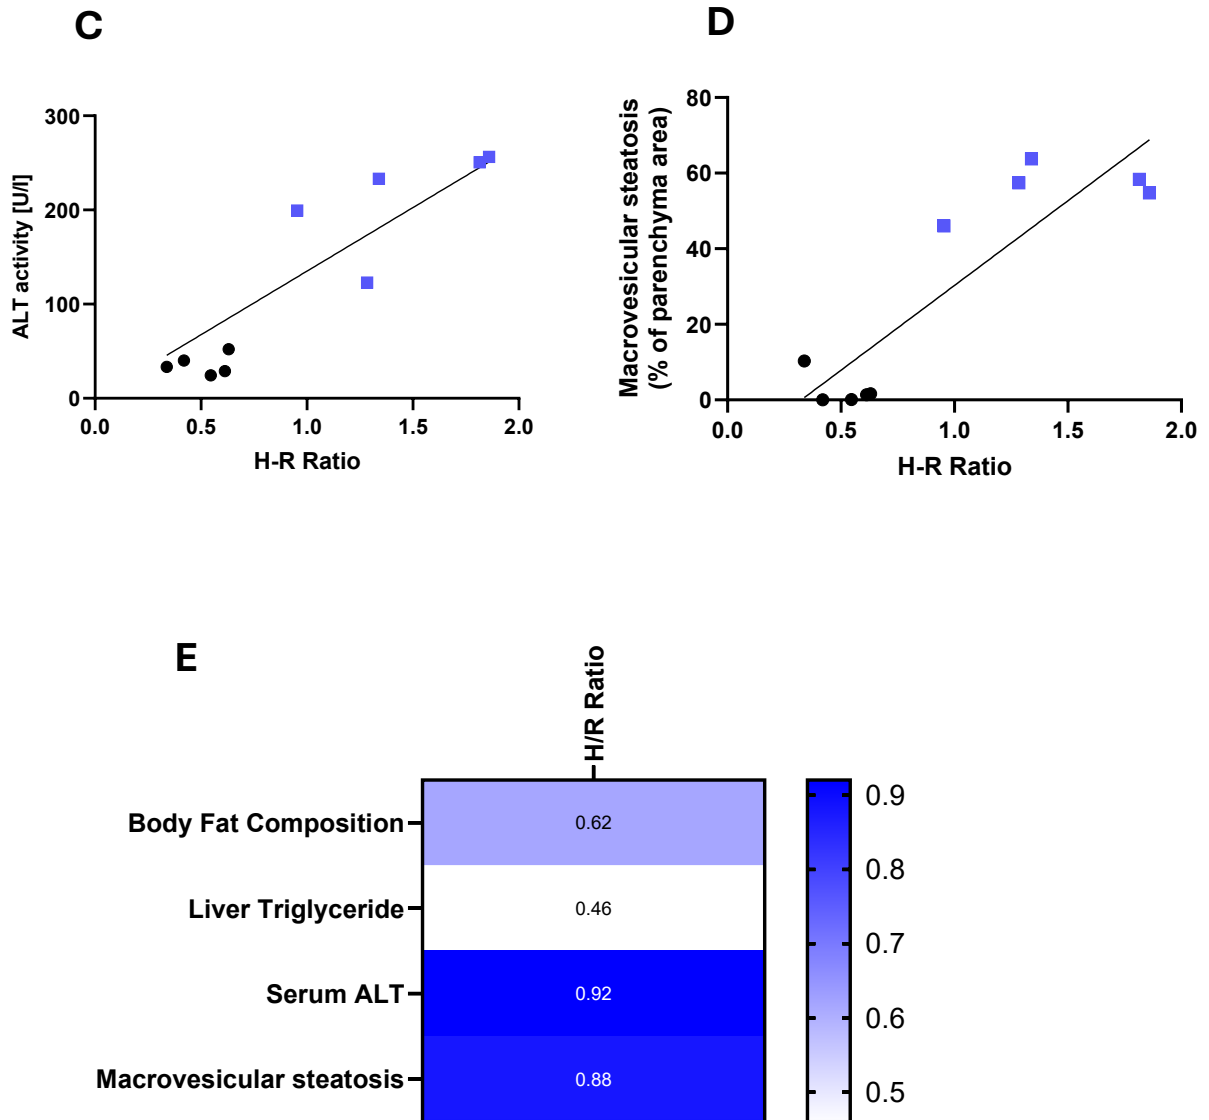 C
300
200
100
0
ALT activity [U/l]
0.0 0.5 1.0 1.5 2.0
H-R Ratio
D
80
60
40
20
0
Macrovesicular steatosis
(% of parenchyma area)
0.0 0.5 1.0 1.5 2.0
H-R Ratio
E
H/R Ratio
Body Fat Composition 0.62
Liver Triglyceride 0.46
Serum ALT 0.92
Macrovesicular steatosis 0.88
0.9
0.8
0.7
0.6
0.5